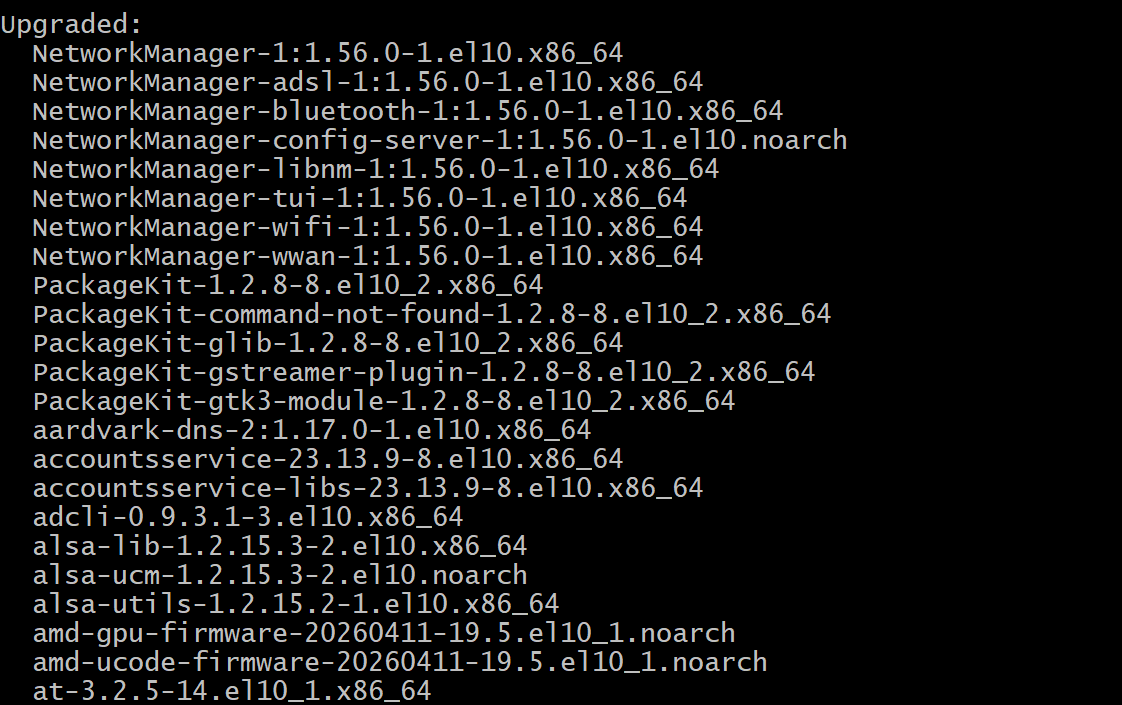 Upgraded:
  NetworkManager-1:1.56.0-1.el10.x86_64
  NetworkManager-adsl-1:1.56.0-1.el10.x86_64
  NetworkManager-bluetooth-1:1.56.0-1.el10.x86_64
  NetworkManager-config-server-1:1.56.0-1.el10.noarch
  NetworkManager-libnm-1:1.56.0-1.el10.x86_64
  NetworkManager-tui-1:1.56.0-1.el10.x86_64
  NetworkManager-wifi-1:1.56.0-1.el10.x86_64
  NetworkManager-wwan-1:1.56.0-1.el10.x86_64
  PackageKit-1.2.8-8.el10_2.x86_64
  PackageKit-command-not-found-1.2.8-8.el10_2.x86_64
  PackageKit-glib-1.2.8-8.el10_2.x86_64
  PackageKit-gstreamer-plugin-1.2.8-8.el10_2.x86_64
  PackageKit-gtk3-module-1.2.8-8.el10_2.x86_64
  aardvark-dns-2:1.17.0-1.el10.x86_64
  accountsservice-23.13.9-8.el10.x86_64
  accountsservice-libs-23.13.9-8.el10.x86_64
  adcli-0.9.3.1-3.el10.x86_64
  alsa-lib-1.2.15.3-2.el10.x86_64
  alsa-ucm-1.2.15.3-2.el10.noarch
  alsa-utils-1.2.15.2-1.el10.x86_64
  amd-gpu-firmware-20260411-19.5.el10_1.noarch
  amd-ucode-firmware-20260411-19.5.el10_1.noarch
  at-3.2.5-14.el10_1.x86_64